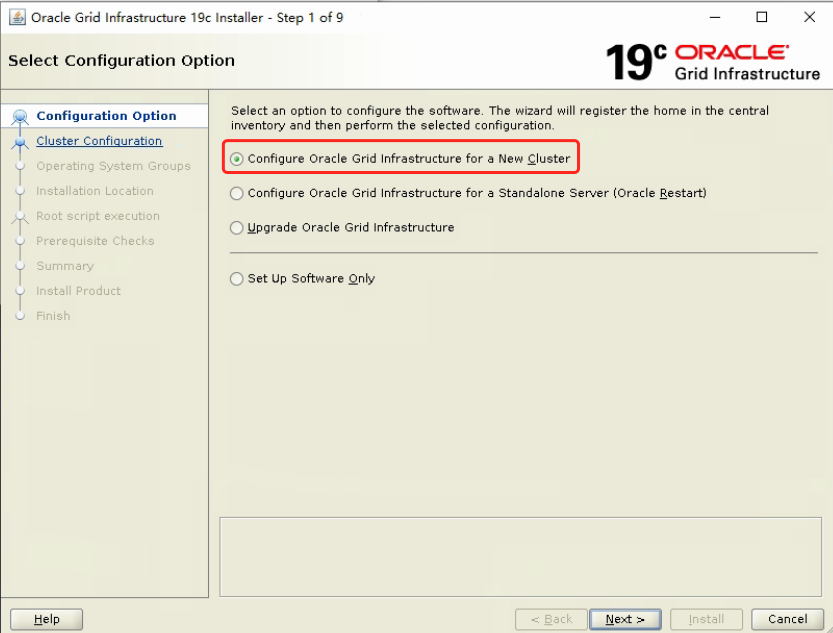 Oracle Grid Infrastructure 19c Installer - Step 1 of 9
Select Configuration Option
19c ORACLE
Grid Infrastructure
Configuration Option
Cluster Configuration
Operating System Groups
Installation Location
Root script execution
Prerequisite Checks
Summary
Install Product
Finish
Select an option to configure the software. The wizard will register the home in the central
inventory and then perform the selected configuration.
Configure Oracle Grid Infrastructure for a New Cluster
Configure Oracle Grid Infrastructure for a Standalone Server (Oracle Restart)
Upgrade Oracle Grid Infrastructure
Set Up Software Only
Help
< Back
Next >
Install
Cancel